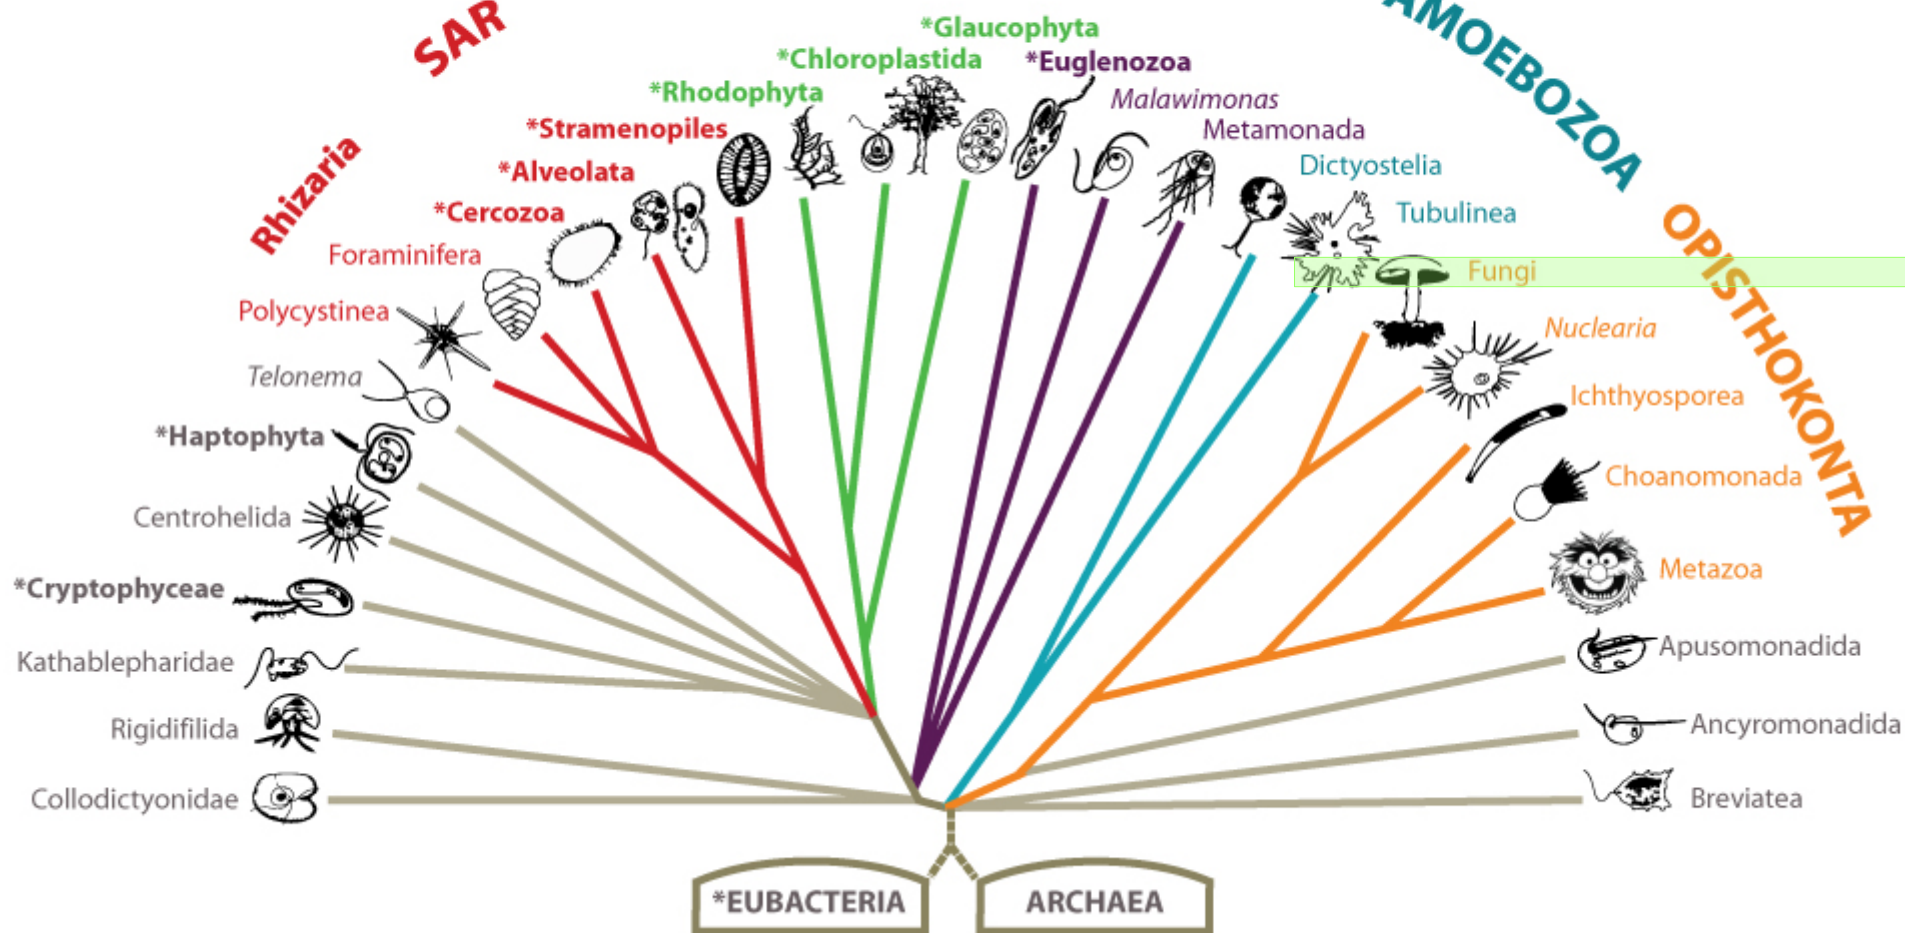 SAR
AMOEBOZOA
OPISTHOKONTA
Rhizaria
*Glaucophyta
*Chloroplastida
*Euglenozoa
*Rhodophyta
Malawimonas
*Stramenopiles
Metamonada
*Alveolata
Dictyostelia
*Cercozoa
Tubulinea
Foraminifera
Fungi
Polycystinea
Nuclearia
Telonema
Ichthyosporea
*Haptophyta
Choanomonada
Centrohelida
Metazoa
*Cryptophyceae
Apusomonadida
Kathablepharidae
Ancyromonadida
Rigidifilida
Breviatea
Collodictyonidae
*EUBACTERIA
ARCHAEA